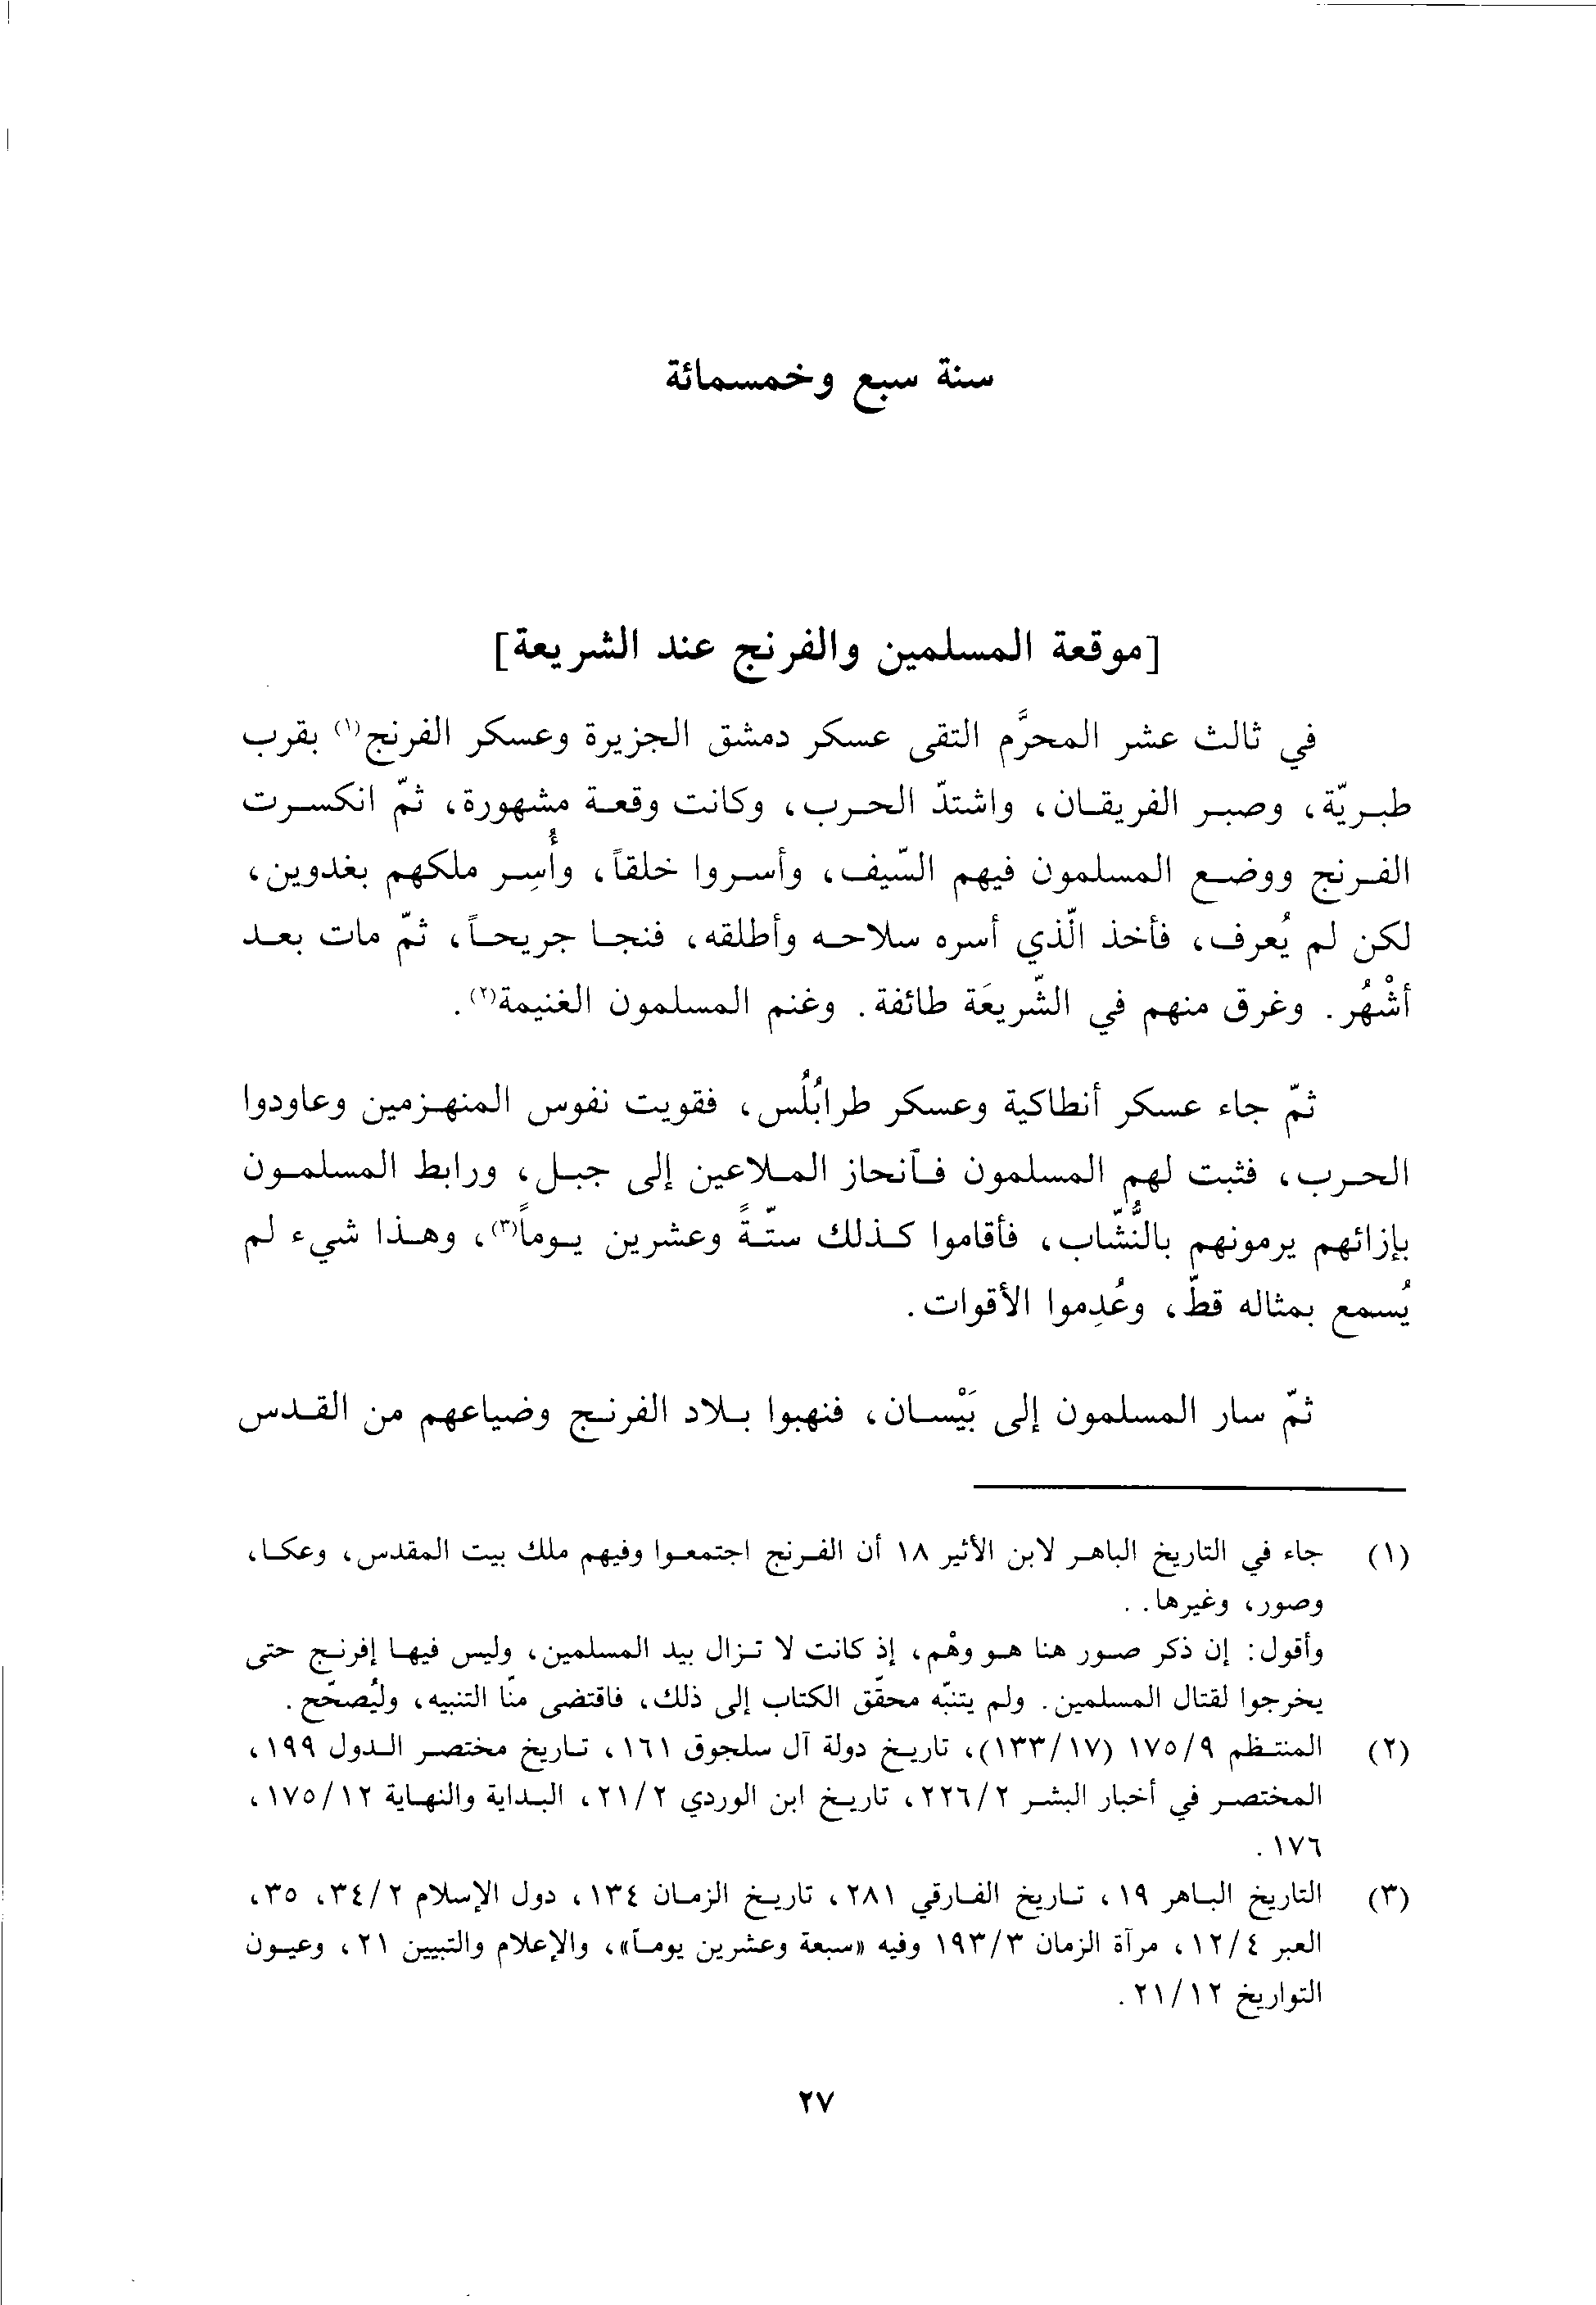 سنة سبع وخمسمائة
[موقعة المسلمين والفرنج عند الشريعة]
في ثالث عشر المحرَّم التقى عسكر دمشق الجزيرة وعسكر الفرنج(١) بقرب
طبريّة، وصبر الفريقان، واشتدّ الحرب، وكانت وقعة مشهورة، ثمّ انكسرت
الفرنج ووضع المسلمون فيهم السّيف، وأسروا خلقاً، وأُسِر ملكهم بغدوين،
لكن لم يُعرف، فأخذ الّذي أسره سلاحه وأطلقه، فنجا جريحاً، ثمّ مات بعد
أشْهُر. وغرق منهم في الشّريعَة طائفة. وغنم المسلمون الغنيمة(٢).
ثمّ جاء عسكر أنطاكية وعسكر طرابُلُس، فقويت نفوس المنهزمين وعاودوا
الحرب، فثبت لهم المسلمون فآنحاز الملاعين إلى جبل، ورابط المسلمون
بإزائهم يرمونهم بالنُّشّاب، فأقاموا كذلك ستّةً وعشرين يوماً(٣)، وهذا شيء لم
يُسمع بمثاله قطّ، وعُدِموا الأقوات.
ثمّ سار المسلمون إلى بَيْسان، فنهبوا بلاد الفرنج وضياعهم من القدس
(١) جاء في التاريخ الباهر لابن الأثير ١٨ أن الفرنج اجتمعوا وفيهم ملك بيت المقدس، وعكا،
وصور، وغيرها..
وأقول: إن ذكر صور هنا هو وهْم، إذ كانت لا تزال بيد المسلمين، وليس فيها إفرنج حتى
يخرجوا لقتال المسلمين. ولم يتنبّه محقّق الكتاب إلى ذلك، فاقتضى منّا التنبيه، وليُصحّح.
(٢) المنتظم ٩/١٧٥ (١٧/١٣٣)، تاريخ دولة آل سلجوق ١٦١، تاريخ مختصر الدول ١٩٩،
المختصر في أخبار البشر ٢/٢٢٦، تاريخ ابن الوردي ٢/٢١، البداية والنهاية ١٢/١٧٥،
١٧٦.
(٣) التاريخ الباهر ١٩، تاريخ الفارقي ٢٨١، تاريخ الزمان ١٣٤، دول الإسلام ٢/٣٤، ٣٥،
العبر ٤/١٢، مرآة الزمان ٣/١٩٣ وفيه «سبعة وعشرين يوماً»، والإعلام والتبيين ٢١، وعيون
التواريخ ١٢/٢١.
٢٧